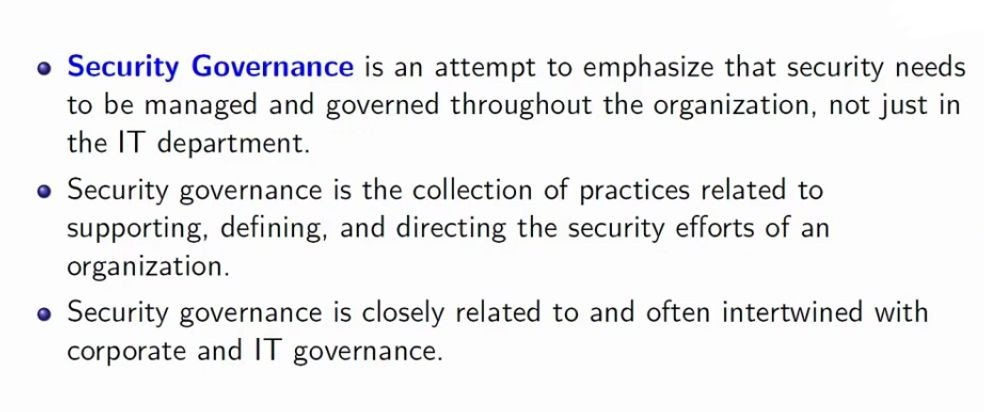 Security Governance is an attempt to emphasize that security needs
to be managed and governed throughout the organization, not just in
the IT department.
Security governance is the collection of practices related to
supporting, defining, and directing the security efforts of an
organization.
Security governance is closely related to and often intertwined with
corporate and IT governance.